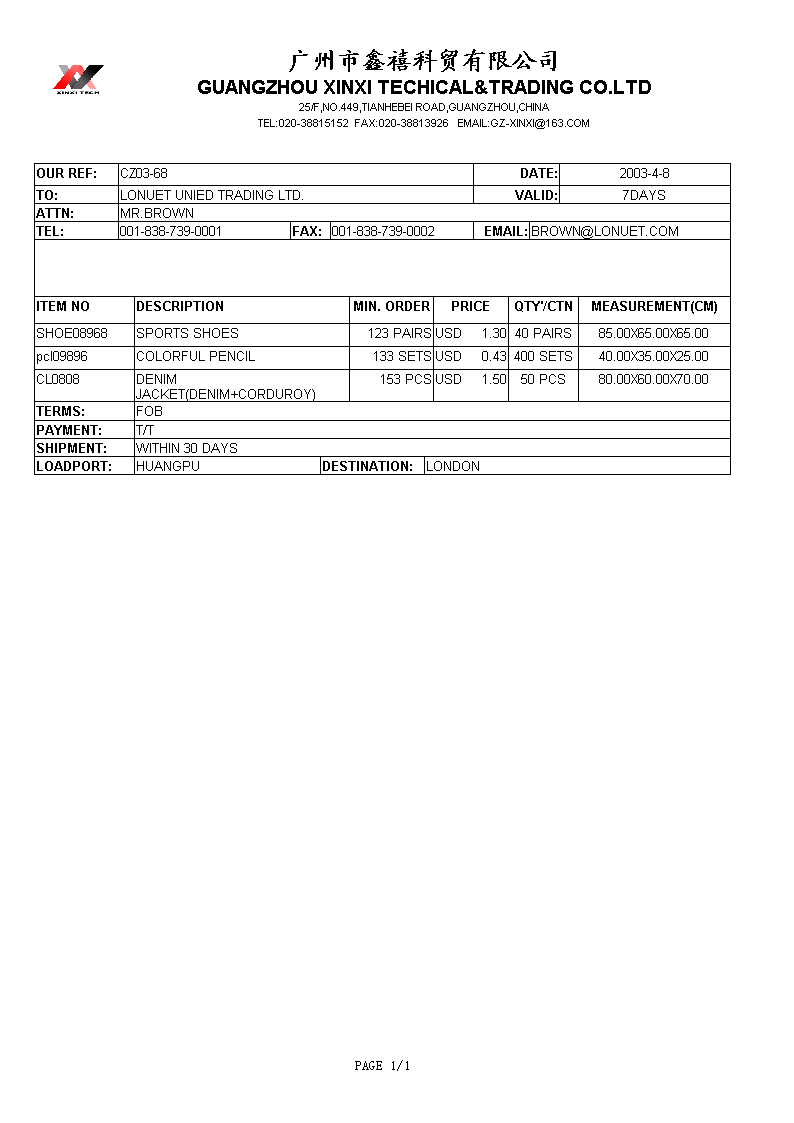 广州市鑫禧科贸有限公司
XINXI TECH
GUANGZHOU XINXI TECHICAL&TRADING CO.LTD
25/F,NO.449,TIANHEBEI ROAD,GUANGZHOU,CHINA
TEL:020-38815152 FAX:020-38813926 EMAIL:GZ-XINXI@163.COM
OUR REF: CZ03-68 DATE: 2003-4-8
TO: LONUET UNIED TRADING LTD. VALID: 7DAYS
ATTN: MR.BROWN
TEL: 001-838-739-0001 FAX: 001-838-739-0002 EMAIL: BROWN@LONUET.COM
ITEM NO DESCRIPTION MIN. ORDER PRICE QTY'/CTN MEASUREMENT(CM)
SHOE08968 SPORTS SHOES 123 PAIRS USD 1.30 40 PAIRS 85.00X65.00X65.00
pcl09896 COLORFUL PENCIL 133 SETS USD 0.43 400 SETS 40.00X35.00X25.00
CL0808 DENIM 153 PCS USD 1.50 50 PCS 80.00X60.00X70.00
JACKET(DENIM+CORDUROY)
TERMS: FOB
PAYMENT: T/T
SHIPMENT: WITHIN 30 DAYS
LOADPORT: HUANGPU DESTINATION: LONDON
PAGE 1/1